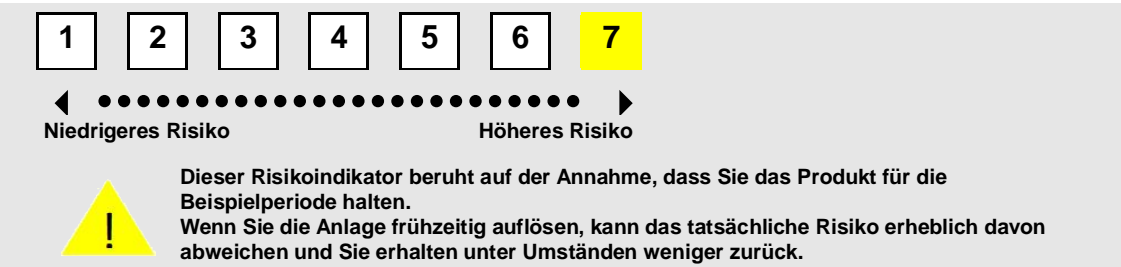 1 2 3 4 5 6 7
Niedrigeres Risiko Höheres Risiko
Dieser Risikoindikator beruht auf der Annahme, dass Sie das Produkt für die
Beispielperiode halten.
! Wenn Sie die Anlage frühzeitig auflösen, kann das tatsächliche Risiko erheblich davon
abweichen und Sie erhalten unter Umständen weniger zurück.